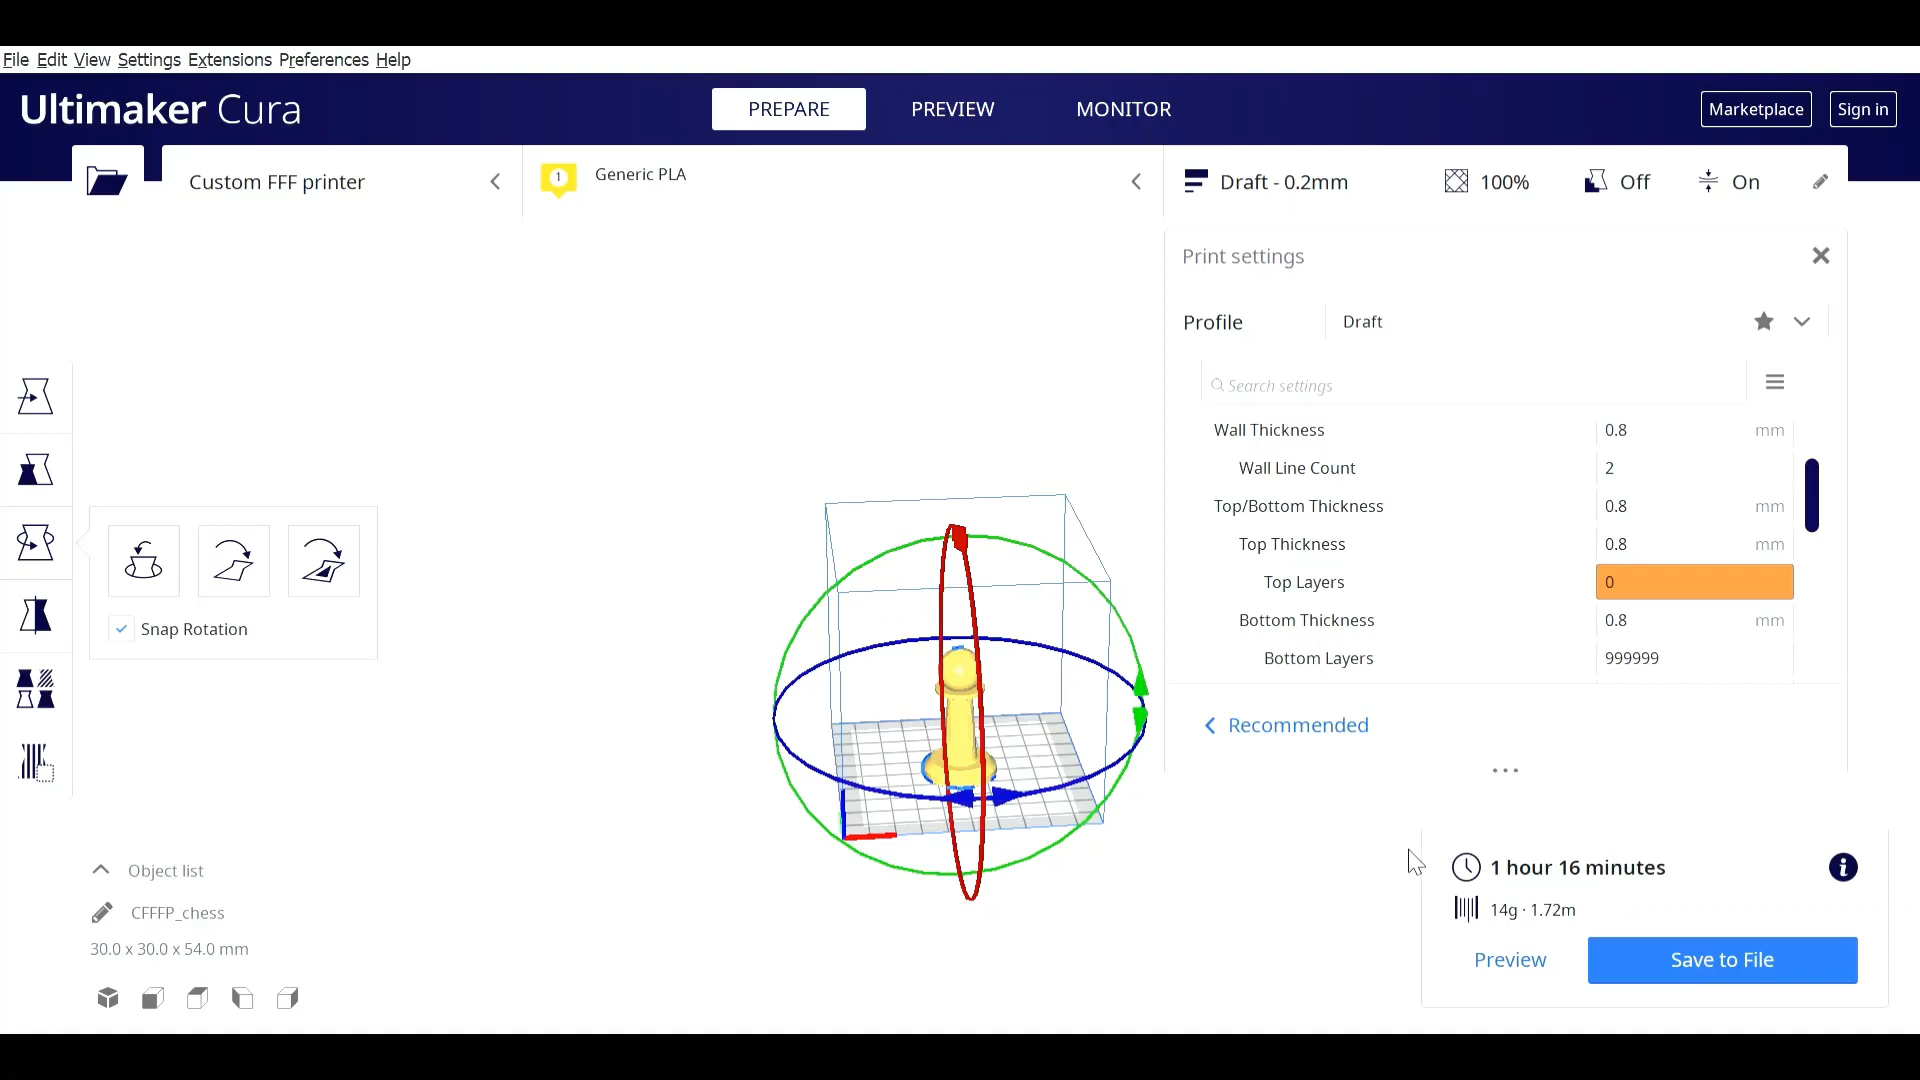 File Edit View Settings Extensions Preferences Help
Ultimaker Cura
PREPARE
PREVIEW
MONITOR
Marketplace
Sign in
Custom FFF printer
1
Generic PLA
Draft - 0.2mm
100%
Off
On
Print settings
Profile
Draft
Search settings
Wall Thickness 0.8 mm
Wall Line Count 2
Top/Bottom Thickness 0.8 mm
Top Thickness 0.8 mm
Top Layers 0
Bottom Thickness 0.8 mm
Bottom Layers 999999
Recommended
Snap Rotation
Object list
CFFFP_chess
30.0 x 30.0 x 54.0 mm
1 hour 16 minutes
14g · 1.72m
Preview
Save to File